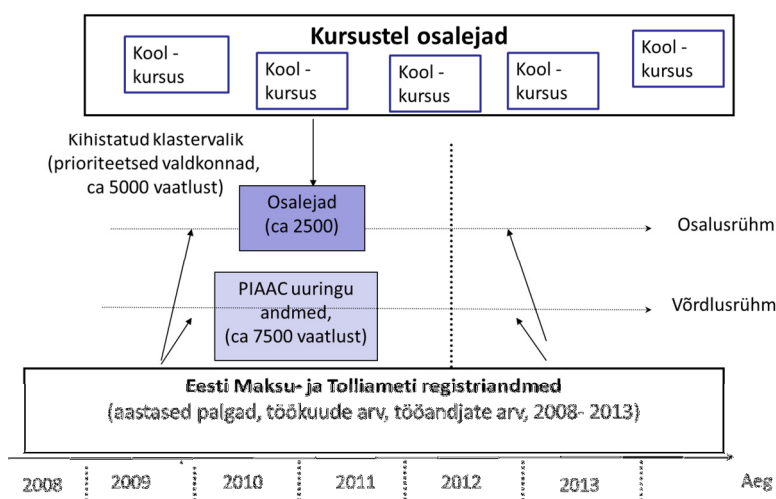 Kursustel osalejad
Kool -
kursus
Kool -
kursus
Kool -
kursus
Kool -
kursus
Kool -
kursus
Kihistatud klastervalik
(prioriteetsed valdkonnad,
ca 5000 vaatlust)
Osalejad
(ca 2500)
Osalusrühm
PIAAC uuringu
andmed,
(ca 7500 vaatlust)
Võrdlusrühm
Eesti Maksu- ja Tolliameti registriandmed
(aastased palgad, töökuude arv, tööandjate arv, 2008- 2013)
2008 2009 2010 2011 2012 2013 Aeg